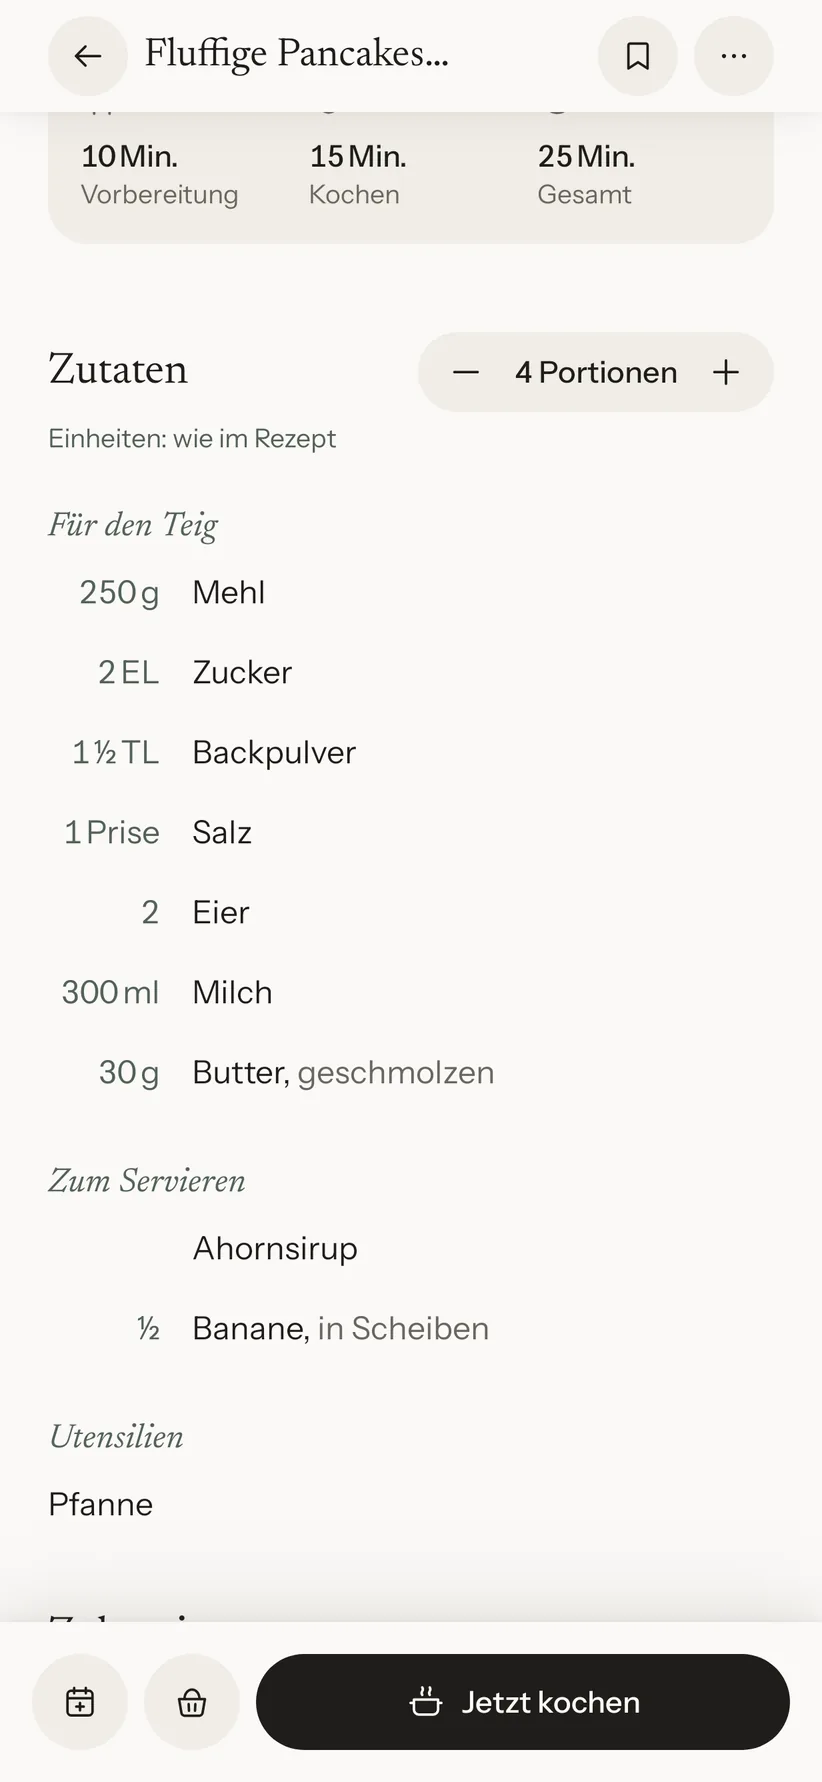 Fluffige Pancakes...
10 Min.
Vorbereitung
15 Min.
Kochen
25 Min.
Gesamt
Zutaten
4 Portionen
Einheiten: wie im Rezept
Für den Teig
250 g Mehl
2 EL Zucker
1 ½ TL Backpulver
1 Prise Salz
2 Eier
300 ml Milch
30 g Butter, geschmolzen
Zum Servieren
Ahornsirup
½ Banane, in Scheiben
Utensilien
Pfanne
Jetzt kochen